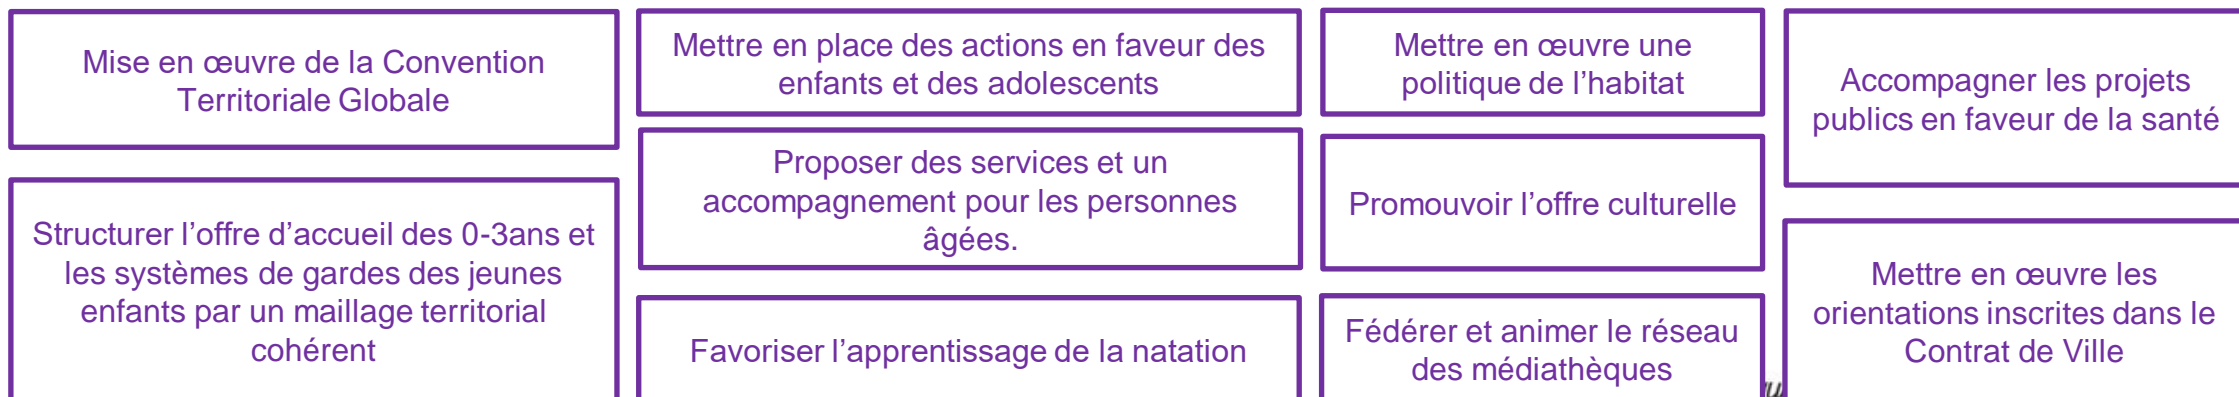 Mise en œuvre de la Convention
Territoriale Globale
Structurer l’offre d’accueil des 0-3ans et
les systèmes de gardes des jeunes
enfants par un maillage territorial
cohérent
Mettre en place des actions en faveur des
enfants et des adolescents
Proposer des services et un
accompagnement pour les personnes
âgées.
Favoriser l’apprentissage de la natation
Mettre en œuvre une
politique de l’habitat
Promouvoir l’offre culturelle
Fédérer et animer le réseau
des médiathèques
Accompagner les projets
publics en faveur de la santé
Mettre en œuvre les
orientations inscrites dans le
Contrat de Ville